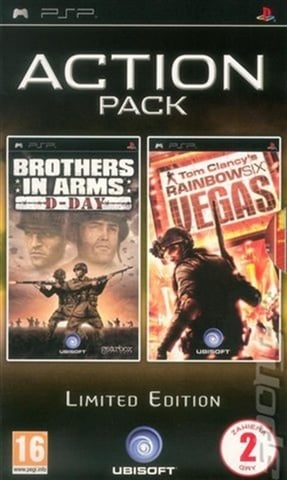 PSP
ACTION
PACK
PSP
BROTHERS
IN ARMS
D-DAY
gearbox
UBISOFT
PSP
Tom Clancy's
RAINBOWSIX
VEGAS
UBISOFT
LIMITED EDITION
16
www.pegi.info
UBISOFT
ZAWIERA
2
GRY